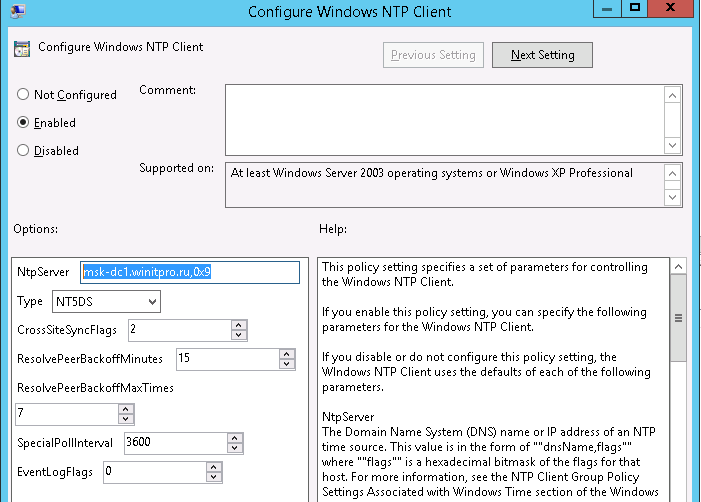 Configure Windows NTP Client
Configure Windows NTP Client
Previous Setting
Next Setting
Not Configured
Comment:
Enabled
Disabled
Supported on:
At least Windows Server 2003 operating systems or Windows XP Professional
Options:
Help:
NtpServer msk-dc1.winitpro.ru,0x9
Type NT5DS
CrossSiteSyncFlags 2
ResolvePeerBackoffMinutes 15
ResolvePeerBackoffMaxTimes
7
SpecialPollInterval 3600
EventLogFlags 0
This policy setting specifies a set of parameters for controlling
the Windows NTP Client.
If you enable this policy setting, you can specify the following
parameters for the Windows NTP Client.
If you disable or do not configure this policy setting, the
WIndows NTP Client uses the defaults of each of the following
parameters.
NtpServer
The Domain Name System (DNS) name or IP address of an NTP
time source. This value is in the form of ""dnsName,flags""
where ""flags"" is a hexadecimal bitmask of the flags for that
host. For more information, see the NTP Client Group Policy
Settings Associated with Windows Time section of the Windows